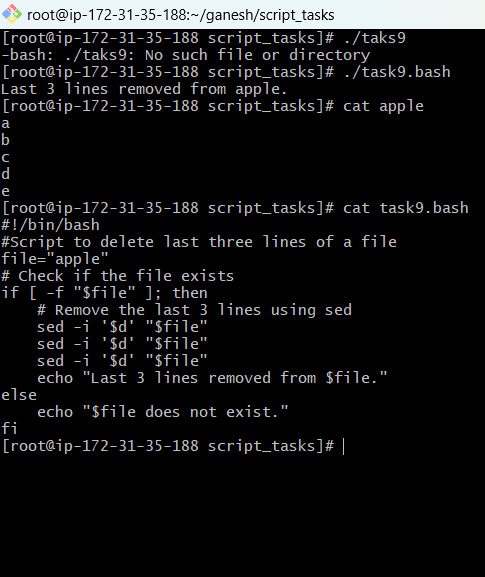 root@ip-172-31-35-188:~/ganesh/script_tasks
[root@ip-172-31-35-188 script_tasks]# ./taks9
-bash: ./taks9: No such file or directory
[root@ip-172-31-35-188 script_tasks]# ./task9.bash
Last 3 lines removed from apple.
[root@ip-172-31-35-188 script_tasks]# cat apple
a
b
c
d
e
[root@ip-172-31-35-188 script_tasks]# cat task9.bash
#!/bin/bash
#Script to delete last three lines of a file
file="apple"
# Check if the file exists
if [ -f "$file" ]; then
    # Remove the last 3 lines using sed
    sed -i '$d' "$file"
    sed -i '$d' "$file"
    sed -i '$d' "$file"
    echo "Last 3 lines removed from $file."
else
    echo "$file does not exist."
fi
[root@ip-172-31-35-188 script_tasks]#